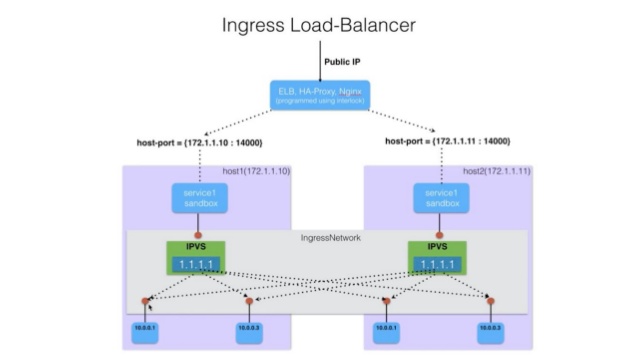 Ingress Load-Balancer
Public IP
ELB, HA-Proxy, Nginx
(programmed using interlock)
host-port = {172.1.1.10 : 14000}
host-port = {172.1.1.11 : 14000}
host1(172.1.1.10)
host2(172.1.1.11)
service1
sandbox
service1
sandbox
IngressNetwork
IPVS
1.1.1.1
IPVS
1.1.1.1
10.0.0.1
10.0.0.3
10.0.0.1
10.0.0.3